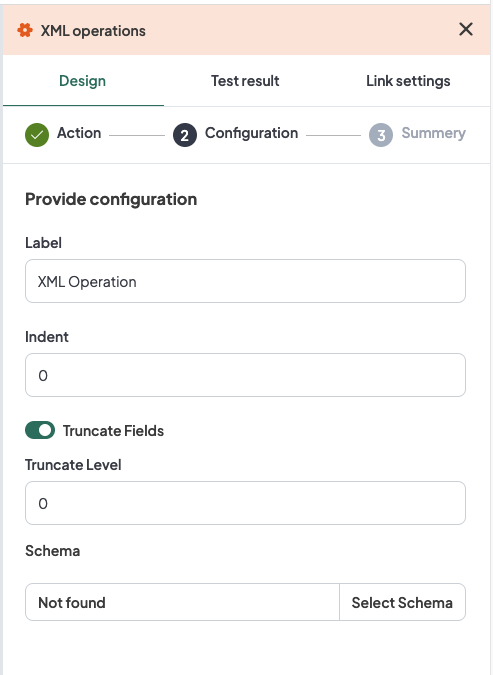 XML operations
Design Test result Link settings
Action 2 Configuration 3 Summery
Provide configuration
Label
XML Operation
Indent
0
Truncate Fields
Truncate Level
0
Schema
Not found Select Schema